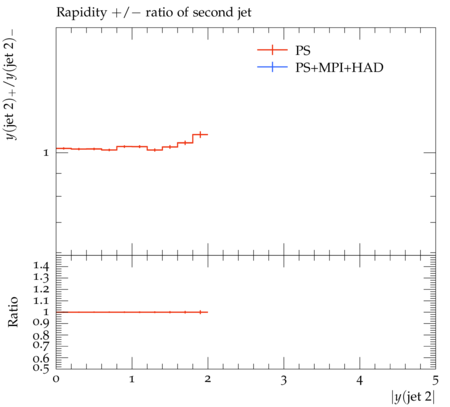 Rapidity +/− ratio of second jet
y(jet 2)₊/y(jet 2)₋
PS
PS+MPI+HAD
1
Ratio
1.4
1.3
1.2
1.1
1
0.9
0.8
0.7
0.6
0.5
0 1 2 3 4 5
|y(jet 2|